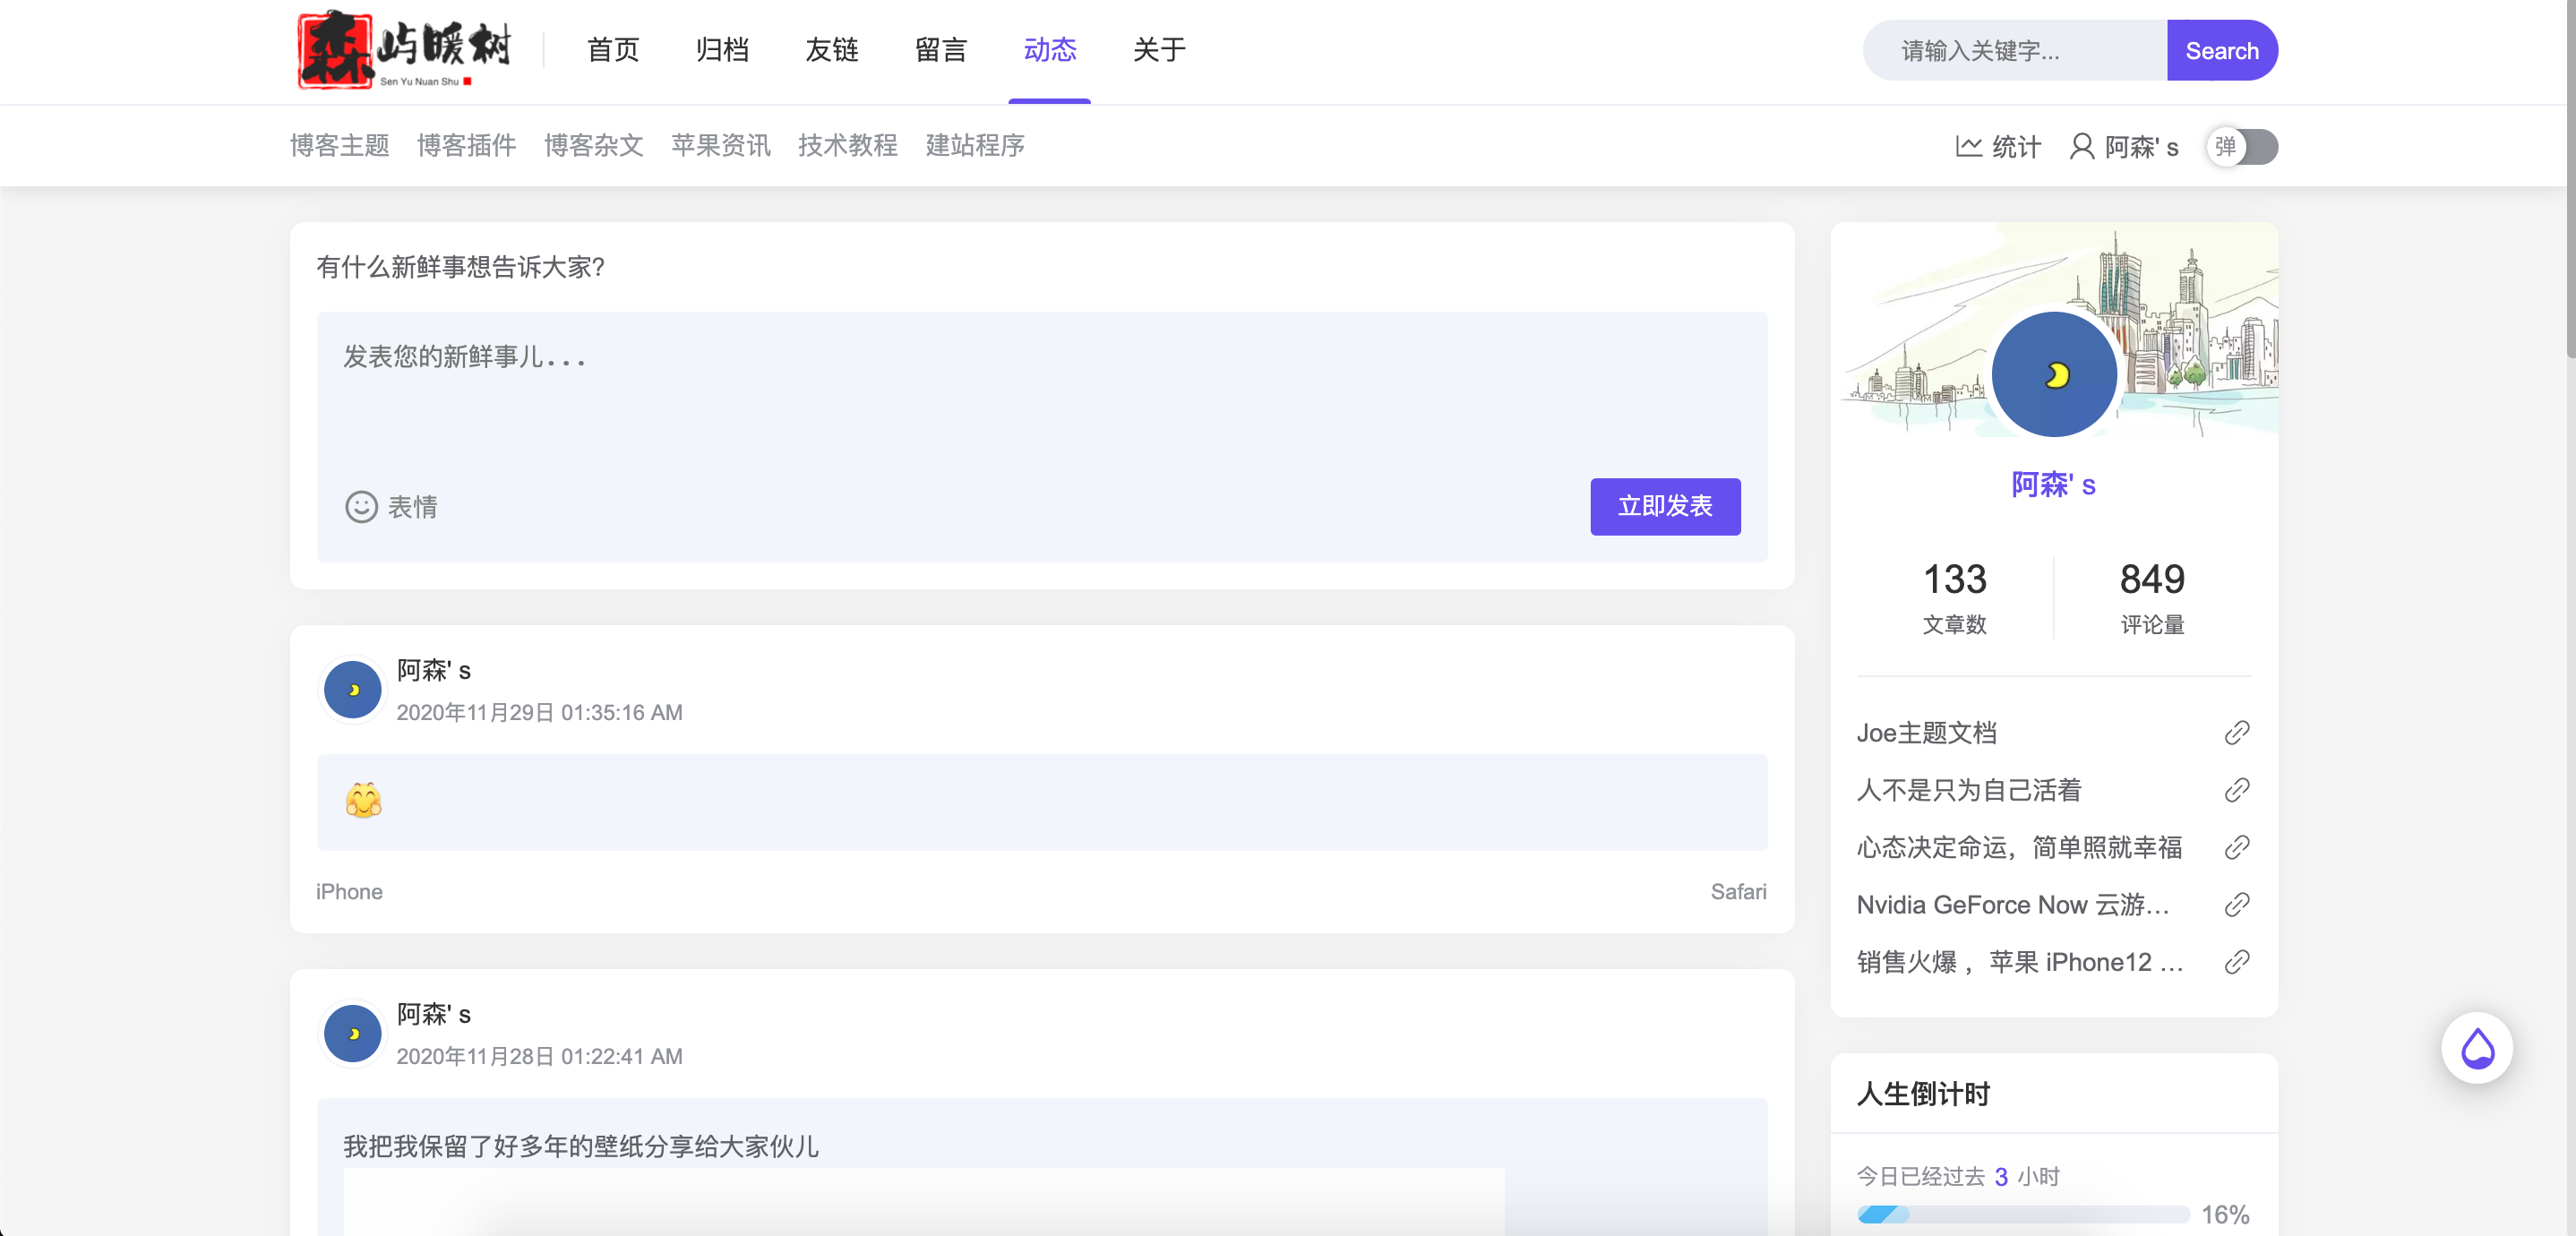 森屿暖树
Sen Yu Nuan Shu
首页 归档 友链 留言 动态 关于
请输入关键字... Search
博客主题 博客插件 博客杂文 苹果资讯 技术教程 建站程序
统计 阿森' s 弹
有什么新鲜事想告诉大家?
发表您的新鲜事儿...
表情 立即发表
阿森' s
2020年11月29日 01:35:16 AM
iPhone Safari
阿森' s
2020年11月28日 01:22:41 AM
我把我保留了好多年的壁纸分享给大家伙儿
阿森' s
133 849
文章数 评论量
Joe主题文档
人不是只为自己活着
心态决定命运，简单照就幸福
Nvidia GeForce Now 云游...
销售火爆 ，苹果 iPhone12 ...
人生倒计时
今日已经过去 3 小时
16%